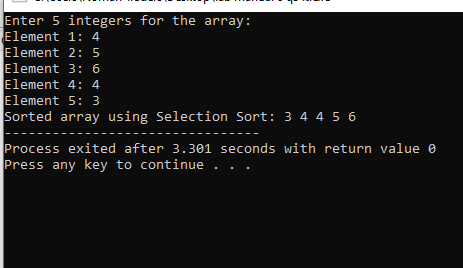 Enter 5 integers for the array:
Element 1: 4
Element 2: 5
Element 3: 6
Element 4: 4
Element 5: 3
Sorted array using Selection Sort: 3 4 4 5 6
--------------------------------
Process exited after 3.301 seconds with return value 0
Press any key to continue . . .